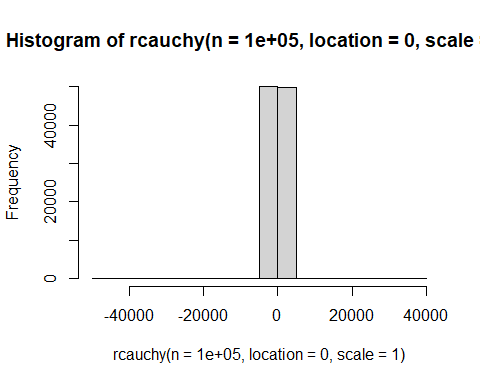 Histogram of rcauchy(n = 1e+05, location = 0, scale =
Frequency
40000
20000
0
-40000 -20000 0 20000 40000
rcauchy(n = 1e+05, location = 0, scale = 1)